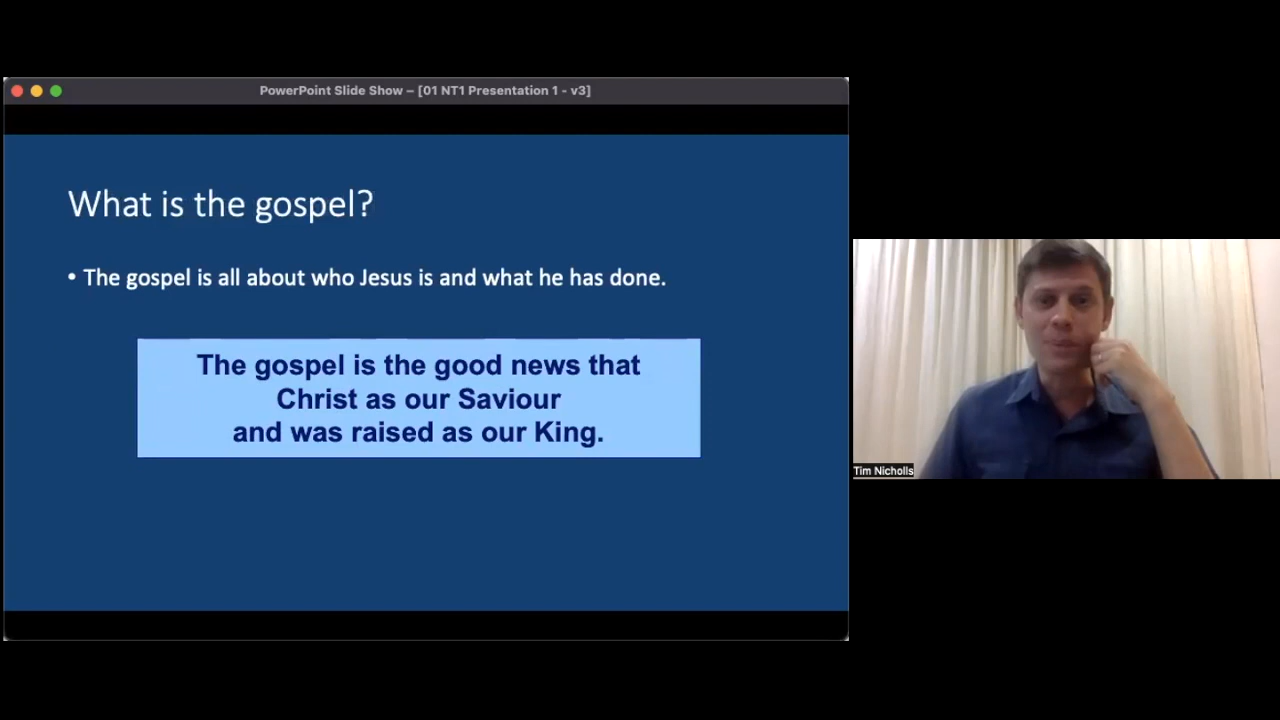 PowerPoint Slide Show – [01 NT1 Presentation 1 - v3]
What is the gospel?
• The gospel is all about who Jesus is and what he has done.
The gospel is the good news that
Christ as our Saviour
and was raised as our King.
Tim Nicholls